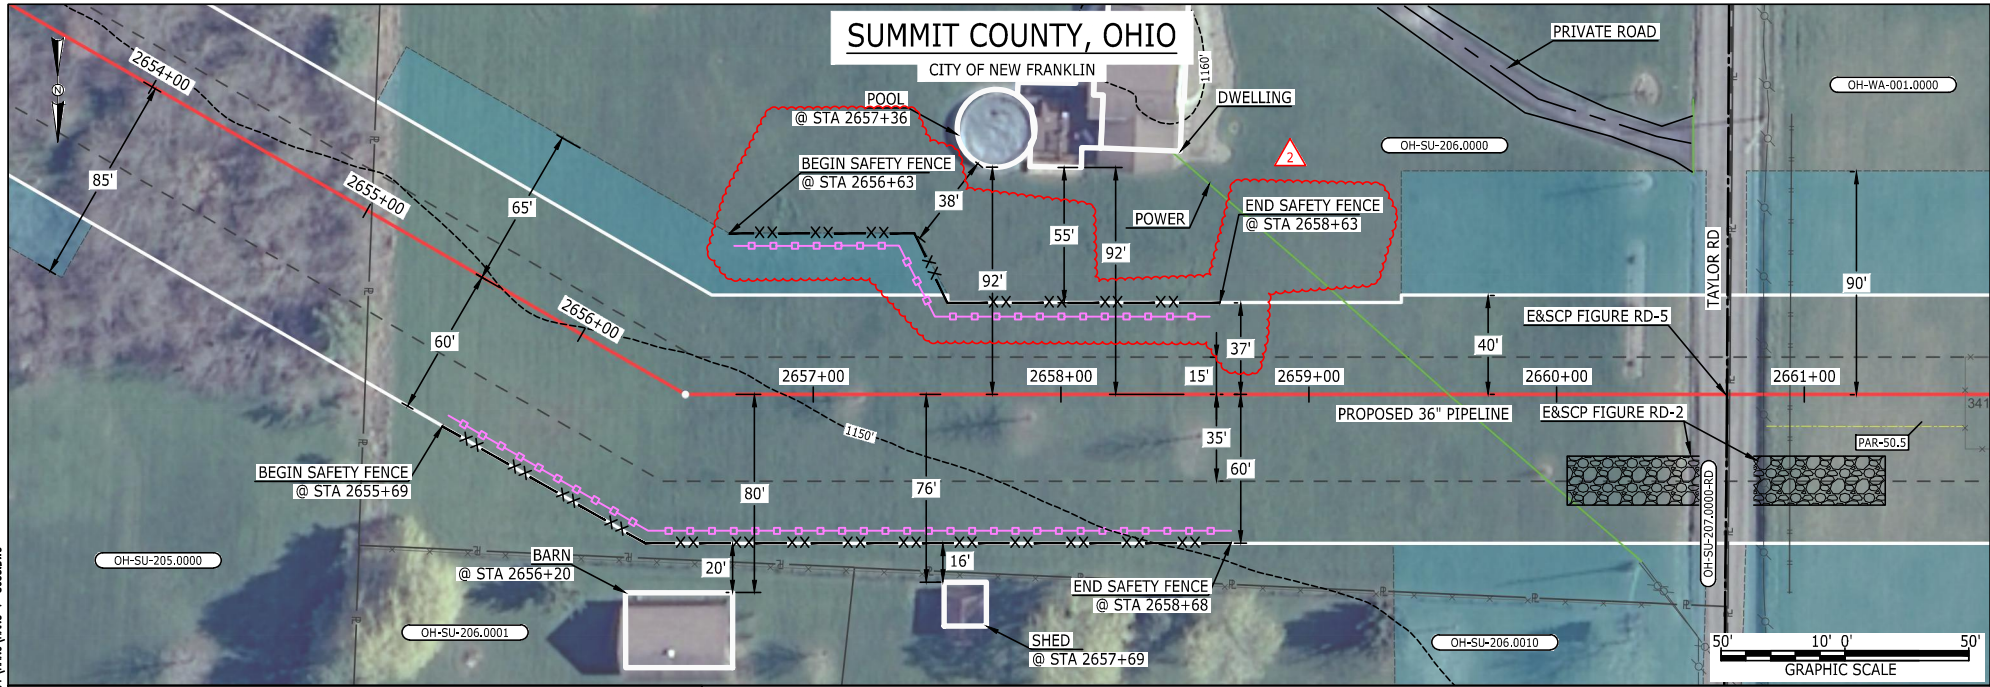 SUMMIT COUNTY, OHIO
CITY OF NEW FRANKLIN
N
2654+00
85'
2655+00
65'
60'
2656+00
POOL
@ STA 2657+36
BEGIN SAFETY FENCE
@ STA 2656+63
38'
92'
55'
92'
1160'
DWELLING
POWER
END SAFETY FENCE
@ STA 2658+63
2
PRIVATE ROAD
OH-WA-001.0000
OH-SU-206.0000
TAYLOR RD
90'
E&SCP FIGURE RD-5
40'
37'
15'
2657+00
2658+00
2659+00
2660+00
2661+00
341
PROPOSED 36" PIPELINE
E&SCP FIGURE RD-2
PAR-50.5
1150'
35'
60'
76'
80'
BEGIN SAFETY FENCE
@ STA 2655+69
OH-SU-205.0000
BARN
@ STA 2656+20
20'
16'
END SAFETY FENCE
@ STA 2658+68
OH-SU-207.0000-RD
OH-SU-206.0001
SHED
@ STA 2657+69
OH-SU-206.0010
50' 10' 0' 50'
GRAPHIC SCALE